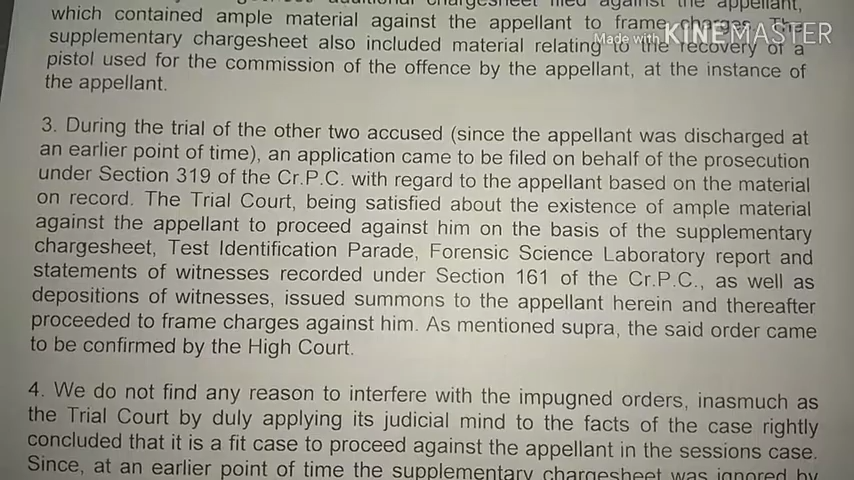 additional chargesheet filed against the appellant,
which contained ample material against the appellant to frame charges. The
Made with KINEMASTER
supplementary chargesheet also included material relating to the recovery of a
pistol used for the commission of the offence by the appellant, at the instance of
the appellant.
3. During the trial of the other two accused (since the appellant was discharged at
an earlier point of time), an application came to be filed on behalf of the prosecution
under Section 319 of the Cr.P.C. with regard to the appellant based on the material
on record. The Trial Court, being satisfied about the existence of ample material
against the appellant to proceed against him on the basis of the supplementary
chargesheet, Test Identification Parade, Forensic Science Laboratory report and
statements of witnesses recorded under Section 161 of the Cr.P.C., as well as
depositions of witnesses, issued summons to the appellant herein and thereafter
proceeded to frame charges against him. As mentioned supra, the said order came
to be confirmed by the High Court.
4. We do not find any reason to interfere with the impugned orders, inasmuch as
the Trial Court by duly applying its judicial mind to the facts of the case rightly
concluded that it is a fit case to proceed against the appellant in the sessions case.
Since, at an earlier point of time the supplementary chargesheet was ignored by